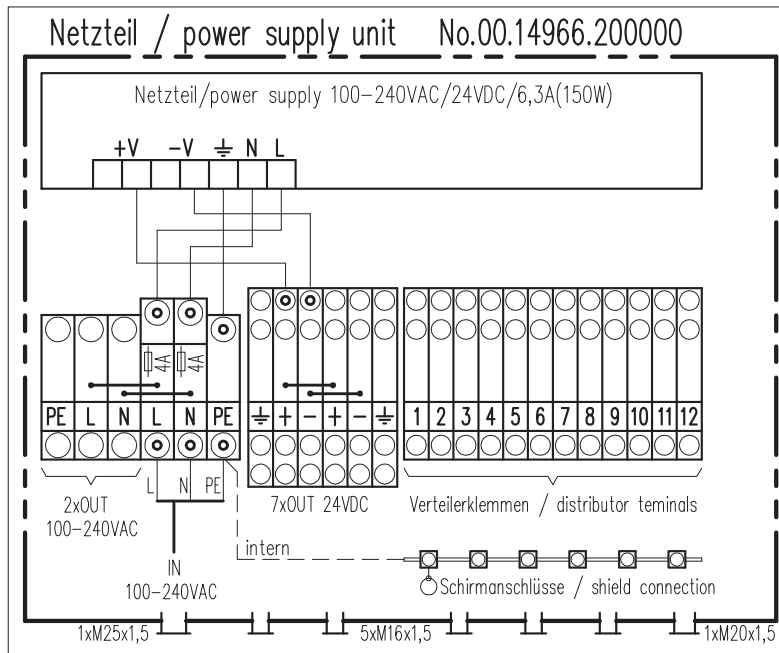 Netzteil / power supply unit No.00.14966.200000
Netzteil/power supply 100-240VAC/24VDC/6,3A(150W)
+V -V ⏚ N L
4A 4A
PE L N L N PE
⏚ + - + - ⏚
1 2 3 4 5 6 7 8 9 10 11 12
L N PE
2xOUT
100-240VAC
7xOUT 24VDC
Verteilerklemmen / distributor teminals
intern
IN
100-240VAC
Schirmanschlüsse / shield connection
1xM25x1,5
5xM16x1,5
1xM20x1,5